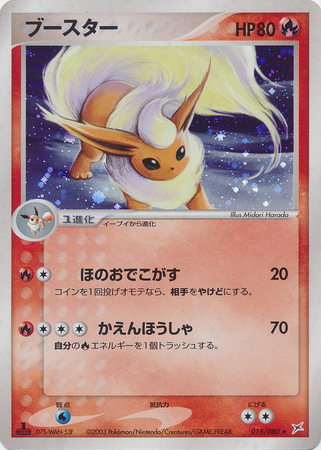 ブースター HP80
Illus.Midori Harada
1進化 イーブイから進化
ほのおでこがす 20
コインを1回投げオモテなら、相手をやけどにする。
かえんほうしゃ 70
自分の エネルギーを1個トラッシュする。
弱点 抵抗力 にげる
1
D75-WAN-53F ©2003 Pokémon/Nintendo/Creatures/GAME FREAK 015/080 ★